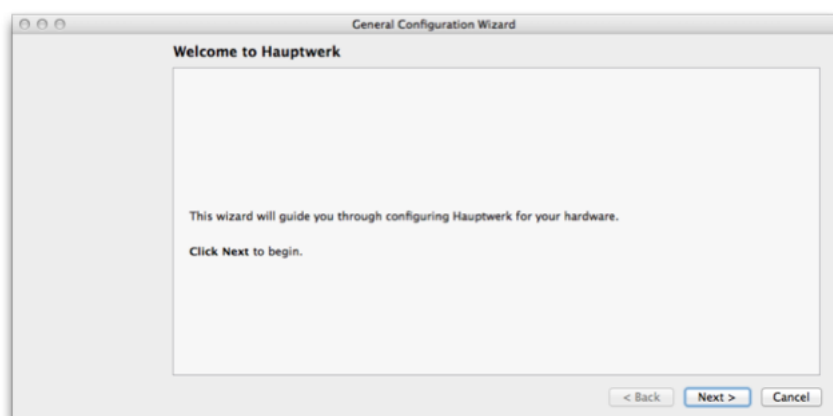 General Configuration Wizard
Welcome to Hauptwerk
This wizard will guide you through configuring Hauptwerk for your hardware.
Click Next to begin.
< Back Next > Cancel